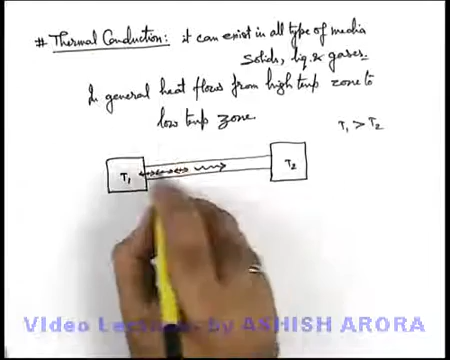 # Thermal Conduction: it can exist in all type of media
Solids, liq. & gases.
In general heat flows from high temp zone to
low temp zone.
T₁ > T₂
T₁
T₂
Video Lectures by ASHISH ARORA